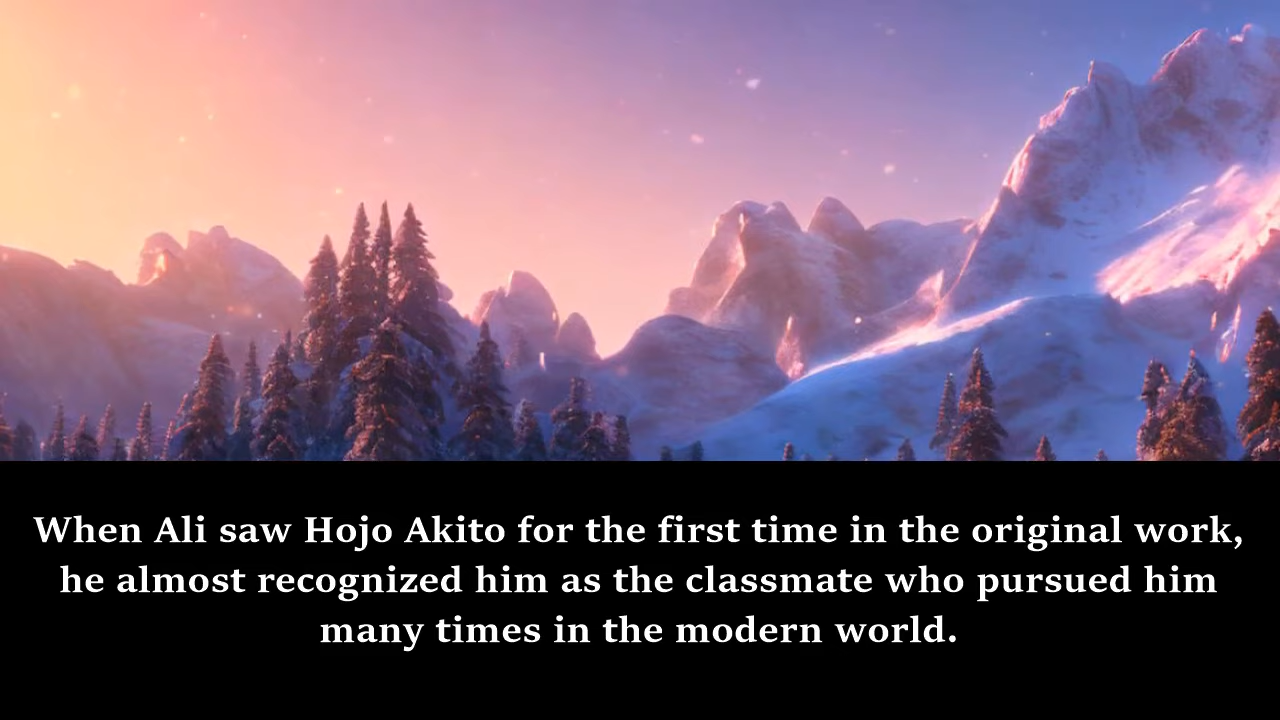 When Ali saw Hojo Akito for the first time in the original work,
he almost recognized him as the classmate who pursued him
many times in the modern world.